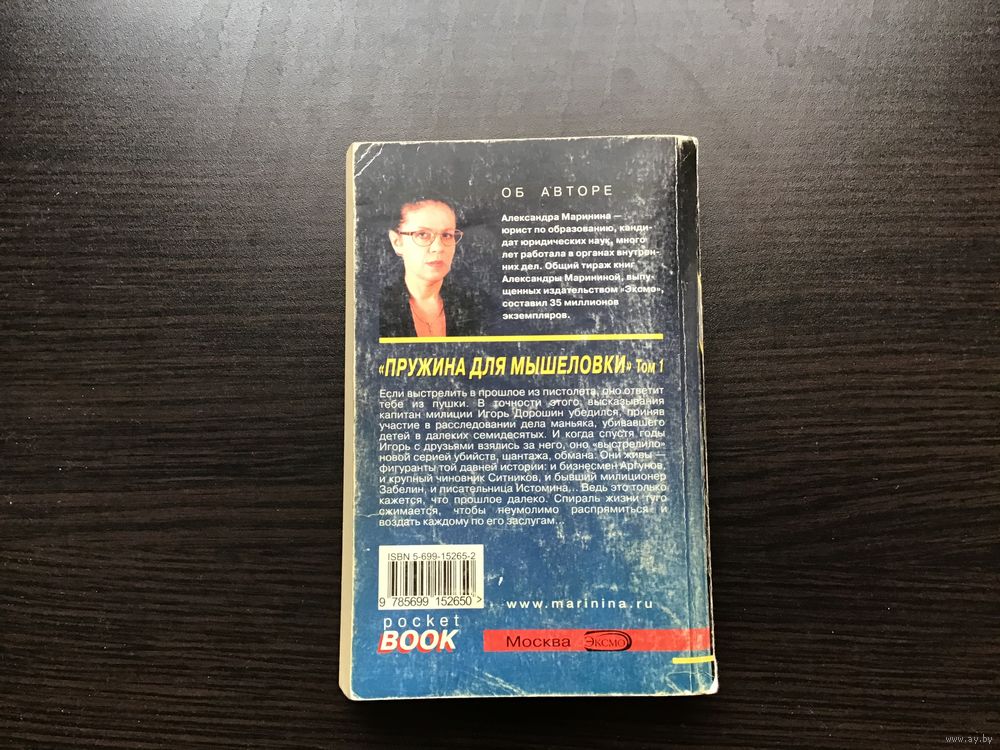 ОБ АВТОРЕ
Александра Маринина —
юрист по образованию, канди-
дат юридических наук, много
лет работала в органах внутрен-
них дел. Общий тираж книг
Александры Марининой, выпу-
щенных издательством «Эксмо»,
составил 35 миллионов
экземпляров.
«ПРУЖИНА ДЛЯ МЫШЕЛОВКИ» Том 1
Если выстрелить в прошлое из пистолета, оно ответит
тебе из пушки. В точности этого высказывания
капитан милиции Игорь Дорошин убедился, приняв
участие в расследовании дела маньяка, убивавшего
детей в далеких семидесятых. И когда спустя годы
Игорь с друзьями взялись за него, оно «выстрелило»
новой серией убийств, шантажа, обмана. Они живы —
фигуранты той давней истории: и бизнесмен Аргунов,
и крупный чиновник Ситников, и бывший милиционер
Забелин, и писательница Истомина... Ведь это только
кажется, что прошлое далеко. Спираль жизни туго
сжимается, чтобы неумолимо распрямиться и
воздать каждому по его заслугам...
ISBN 5-699-15265-2
9 785699 152650 >
www.marinina.ru
pocket
BOOK
Москва ЭКСМО
www.ay.by